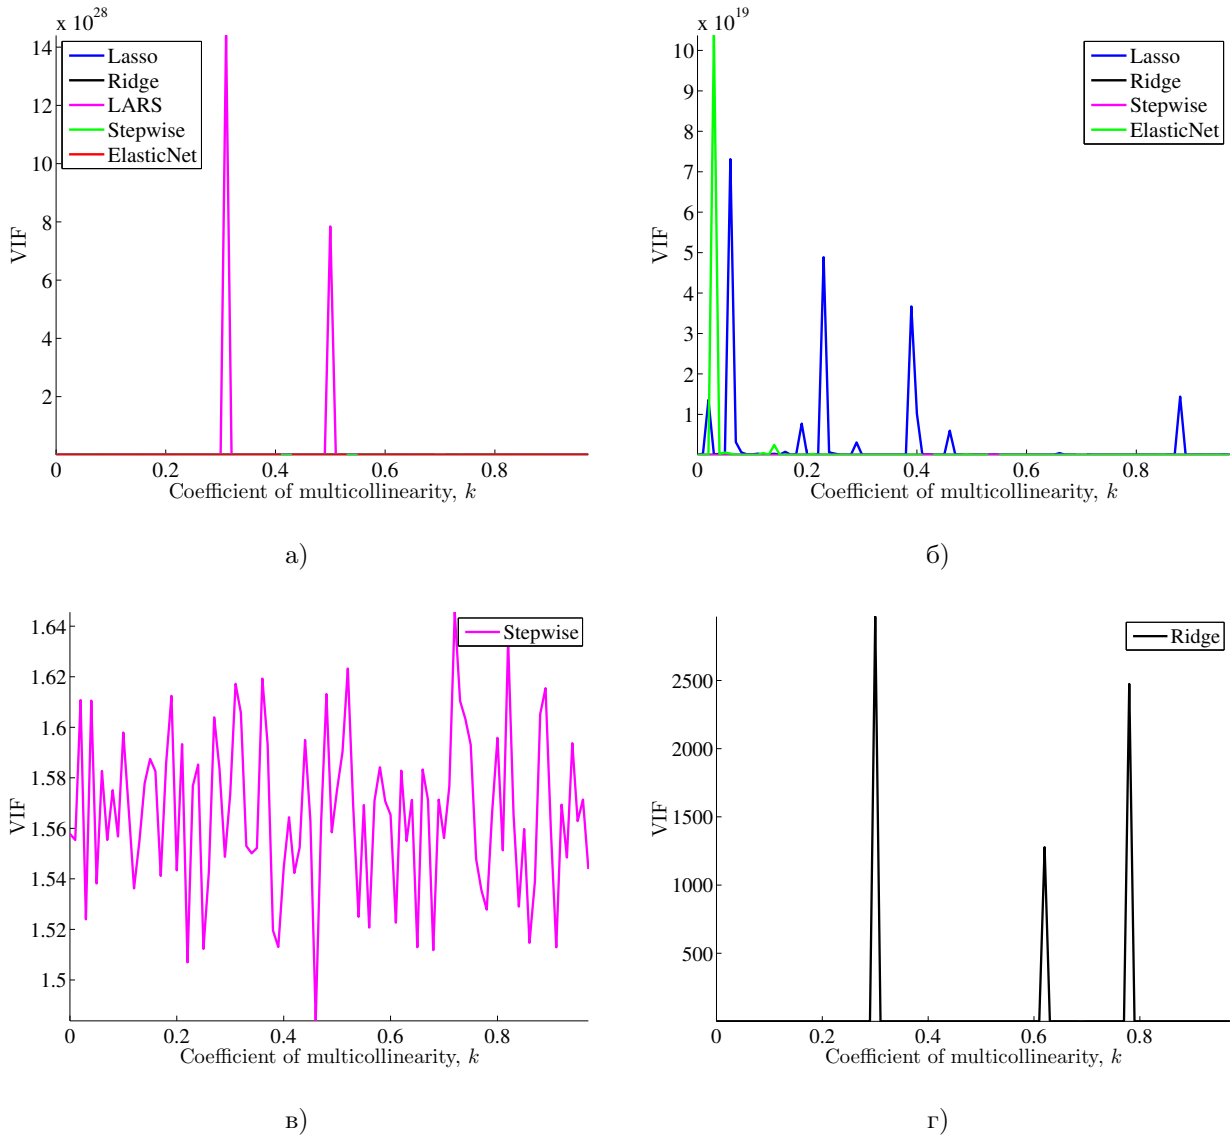 x 10^28
14
12
10
8
6
4
2
VIF
Lasso
Ridge
LARS
Stepwise
ElasticNet
0 0.2 0.4 0.6 0.8
Coefficient of multicollinearity, k
а)
x 10^19
10
9
8
7
6
5
4
3
2
1
VIF
Lasso
Ridge
Stepwise
ElasticNet
0 0.2 0.4 0.6 0.8
Coefficient of multicollinearity, k
б)
1.64
1.62
1.6
1.58
1.56
1.54
1.52
1.5
VIF
Stepwise
0 0.2 0.4 0.6 0.8
Coefficient of multicollinearity, k
в)
2500
2000
1500
1000
500
VIF
Ridge
0 0.2 0.4 0.6 0.8
Coefficient of multicollinearity, k
г)